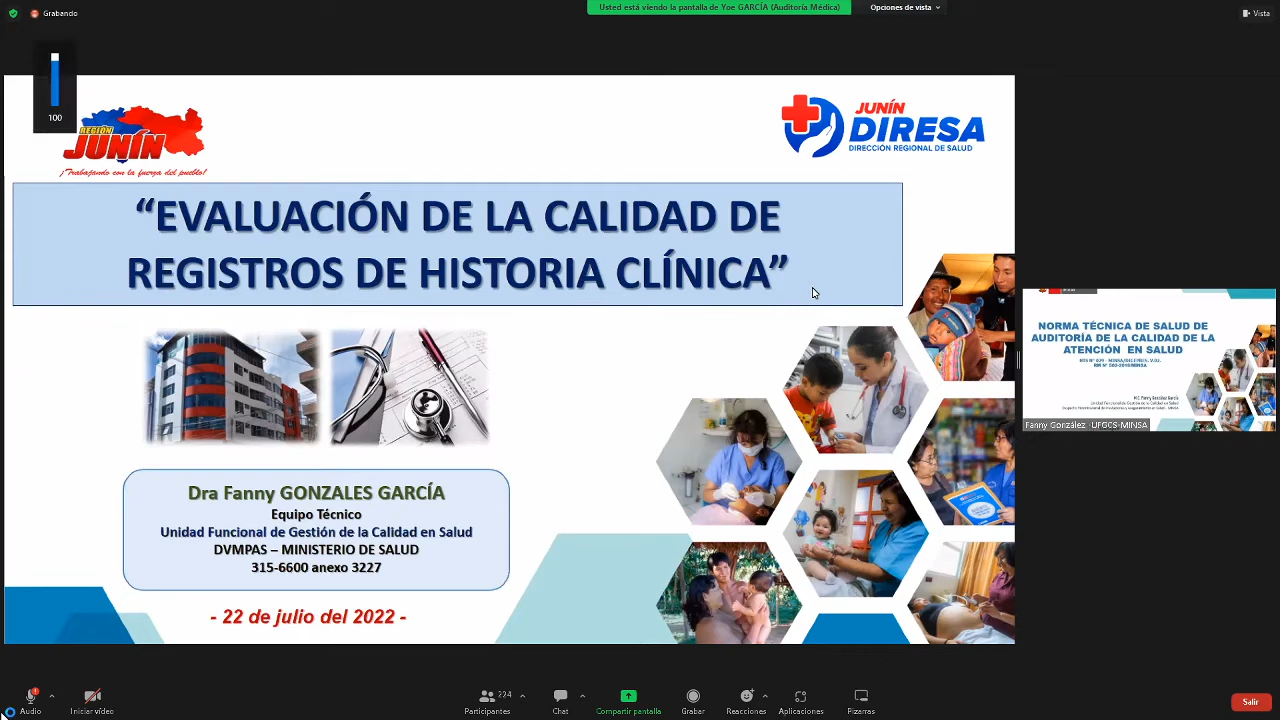 Grabando
Usted está viendo la pantalla de Yoe GARCÍA (Auditoría Médica)
Opciones de vista
Vista
100
REGIÓN
JUNÍN
¡Trabajando con la fuerza del pueblo!
JUNÍN
DIRESA
DIRECCIÓN REGIONAL DE SALUD
“EVALUACIÓN DE LA CALIDAD DE
REGISTROS DE HISTORIA CLÍNICA”
Dra Fanny GONZALES GARCÍA
Equipo Técnico
Unidad Funcional de Gestión de la Calidad en Salud
DVMPAS – MINISTERIO DE SALUD
315-6600 anexo 3227
- 22 de julio del 2022 -
NORMA TÉCNICA DE SALUD DE
AUDITORÍA DE LA CALIDAD DE LA
ATENCIÓN EN SALUD
Fanny González -UFGCS-MINSA
Audio
Iniciar vídeo
224
Participantes
Chat
Compartir pantalla
Grabar
Reacciones
Aplicaciones
Pizarras
Salir